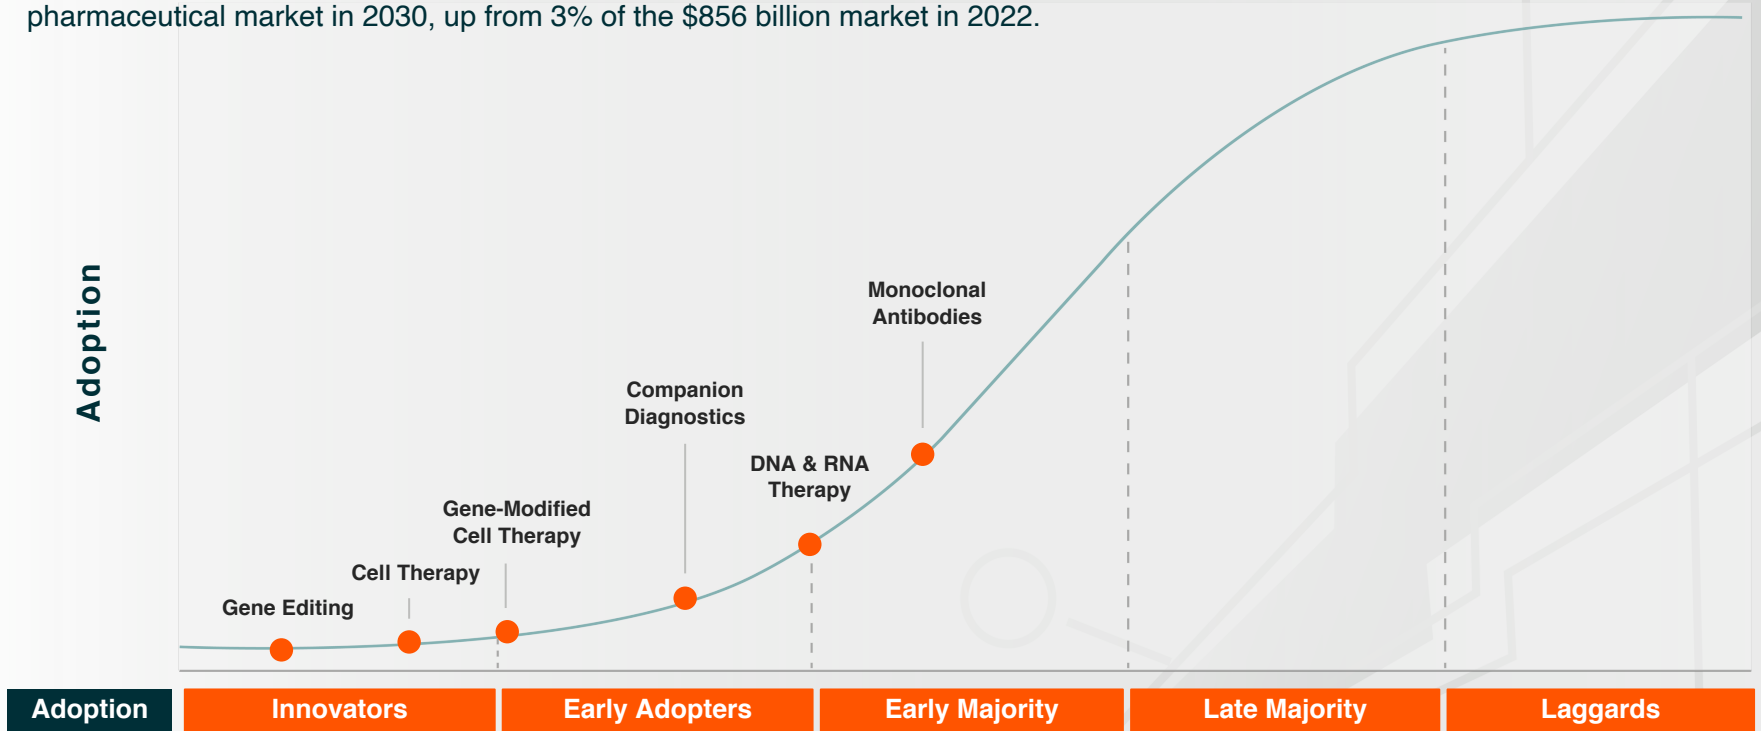 pharmaceutical market in 2030, up from 3% of the $856 billion market in 2022.
Adoption
Monoclonal
Antibodies
Companion
Diagnostics
DNA & RNA
Therapy
Gene-Modified
Cell Therapy
Cell Therapy
Gene Editing
Adoption
Innovators
Early Adopters
Early Majority
Late Majority
Laggards